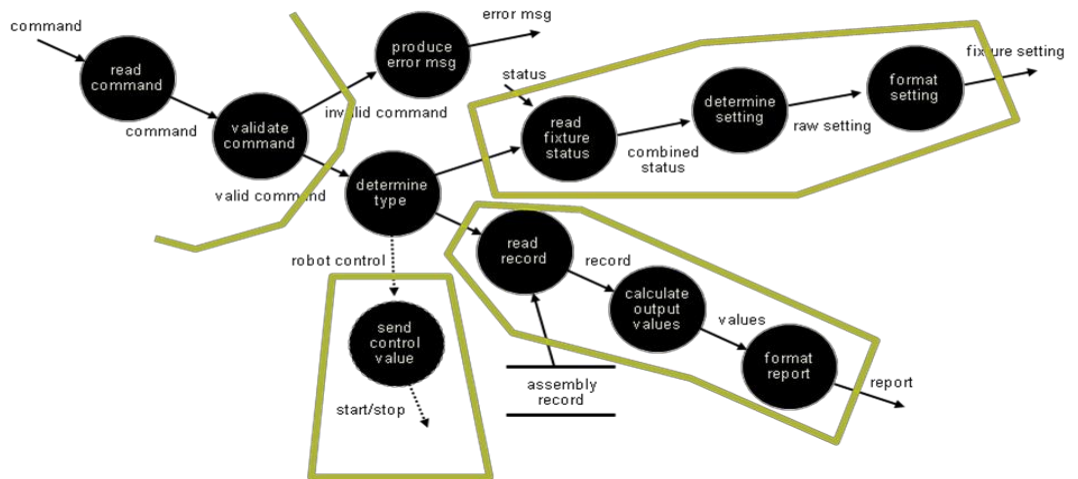 command
read
command
command
validate
command
produce
error msg
error msg
invalid command
valid command
determine
type
status
read
fixture
status
combined
status
determine
setting
raw setting
format
setting
fixture setting
robot control
send
control
value
start/stop
read
record
record
calculate
output
values
values
format
report
report
assembly
record